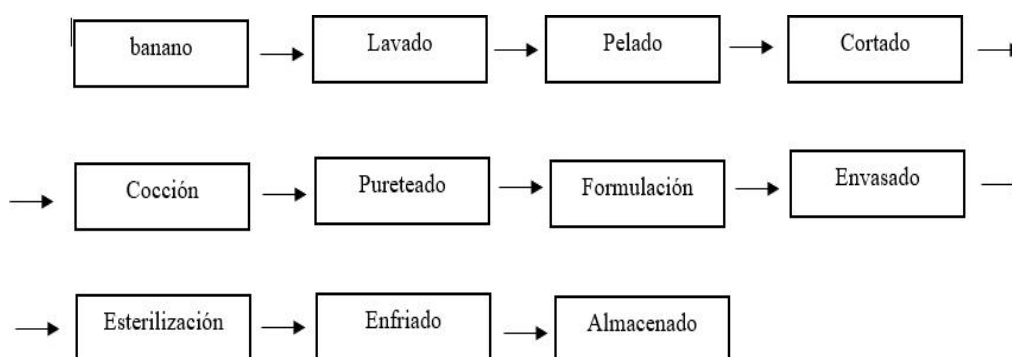 banano
Lavado
Pelado
Cortado
Cocción
Pureteado
Formulación
Envasado
Esterilización
Enfriado
Almacenado